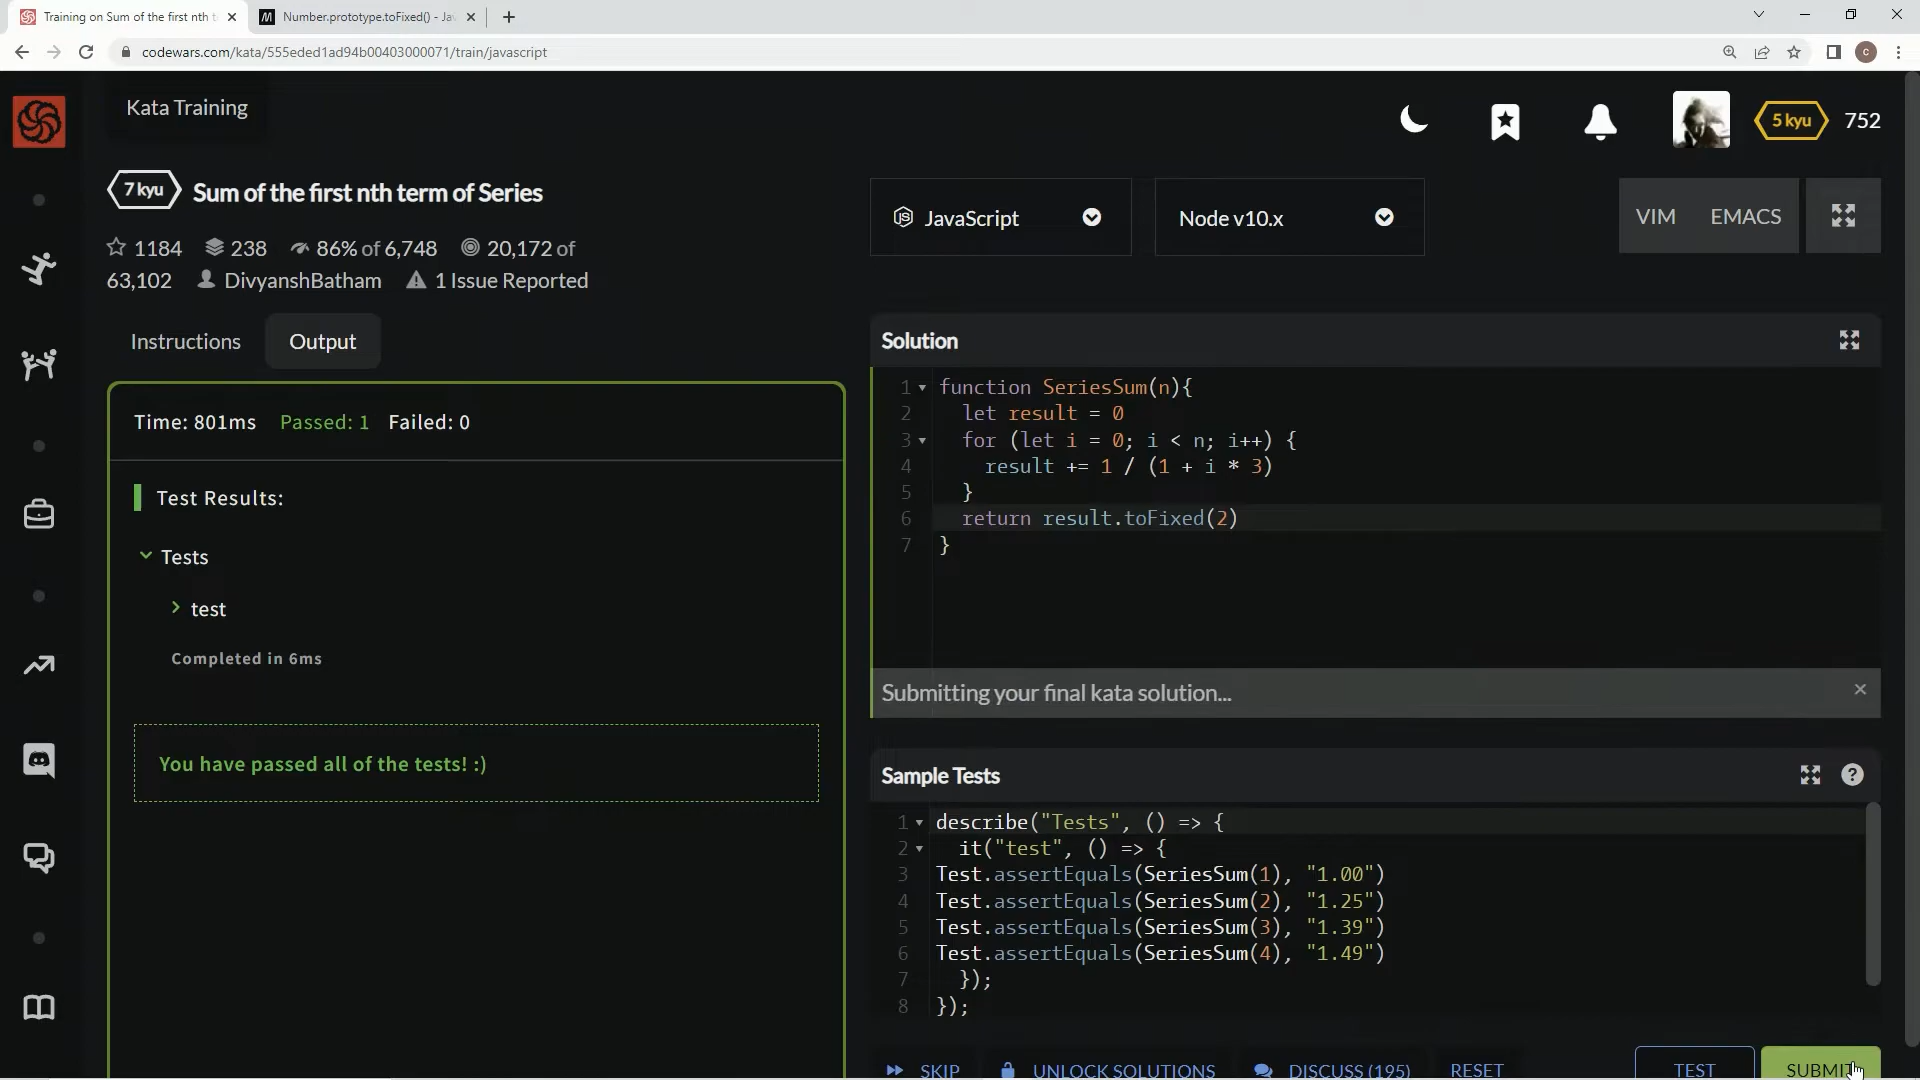 Training on Sum of the first nth t
Number.prototype.toFixed() - Jav
codewars.com/kata/555eded1ad94b00403000071/train/javascript
C
Kata Training
5 kyu
752
7 kyu
Sum of the first nth term of Series
1184 238 86% of 6,748 20,172 of
63,102 DivyanshBatham 1 Issue Reported
JavaScript
Node v10.x
VIM
EMACS
Instructions
Output
Time: 801ms Passed: 1 Failed: 0
Test Results:
Tests
test
Completed in 6ms
You have passed all of the tests! :)
Solution
1 function SeriesSum(n){
2 let result = 0
3 for (let i = 0; i < n; i++) {
4 result += 1 / (1 + i * 3)
5 }
6 return result.toFixed(2)
7 }
Submitting your final kata solution...
Sample Tests
1 describe("Tests", () => {
2 it("test", () => {
3 Test.assertEquals(SeriesSum(1), "1.00")
4 Test.assertEquals(SeriesSum(2), "1.25")
5 Test.assertEquals(SeriesSum(3), "1.39")
6 Test.assertEquals(SeriesSum(4), "1.49")
7 });
8 });
SKIP
UNLOCK SOLUTIONS
DISCUSS (195)
RESET
TEST
SUBMIT